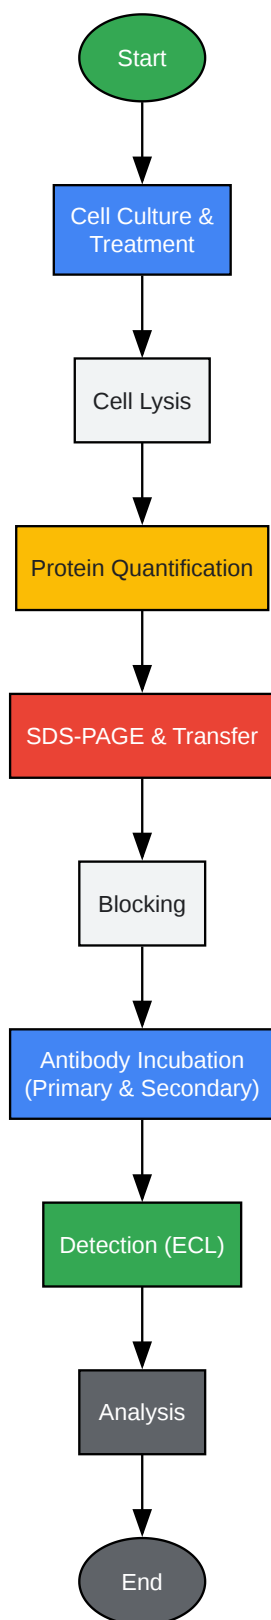 Start
Cell Culture &
Treatment
Cell Lysis
Protein Quantification
SDS-PAGE & Transfer
Blocking
Antibody Incubation
(Primary & Secondary)
Detection (ECL)
Analysis
End